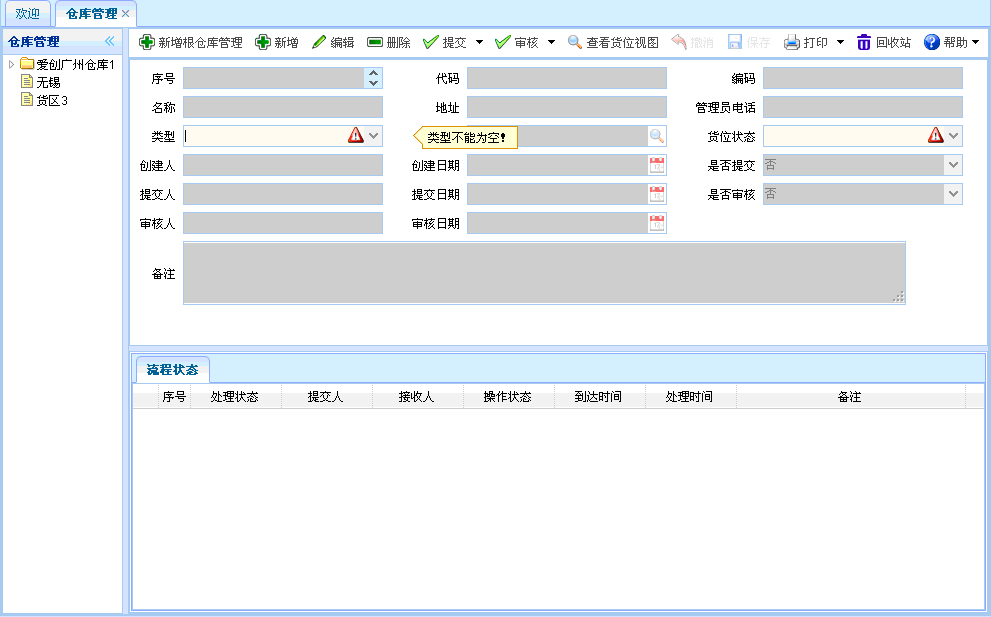 欢迎 仓库管理
仓库管理 新增根仓库管理 新增 编辑 删除 提交 审核 查看货位视图 撤消 保存 打印 回收站 帮助
爱创广州仓库1
无锡
货区3
序号 代码 编码
名称 地址 管理员电话
类型 类型不能为空! 货位状态
创建人 创建日期 是否提交 否
提交人 提交日期 是否审核 否
审核人 审核日期
备注
流程状态
序号 处理状态 提交人 接收人 操作状态 到达时间 处理时间 备注